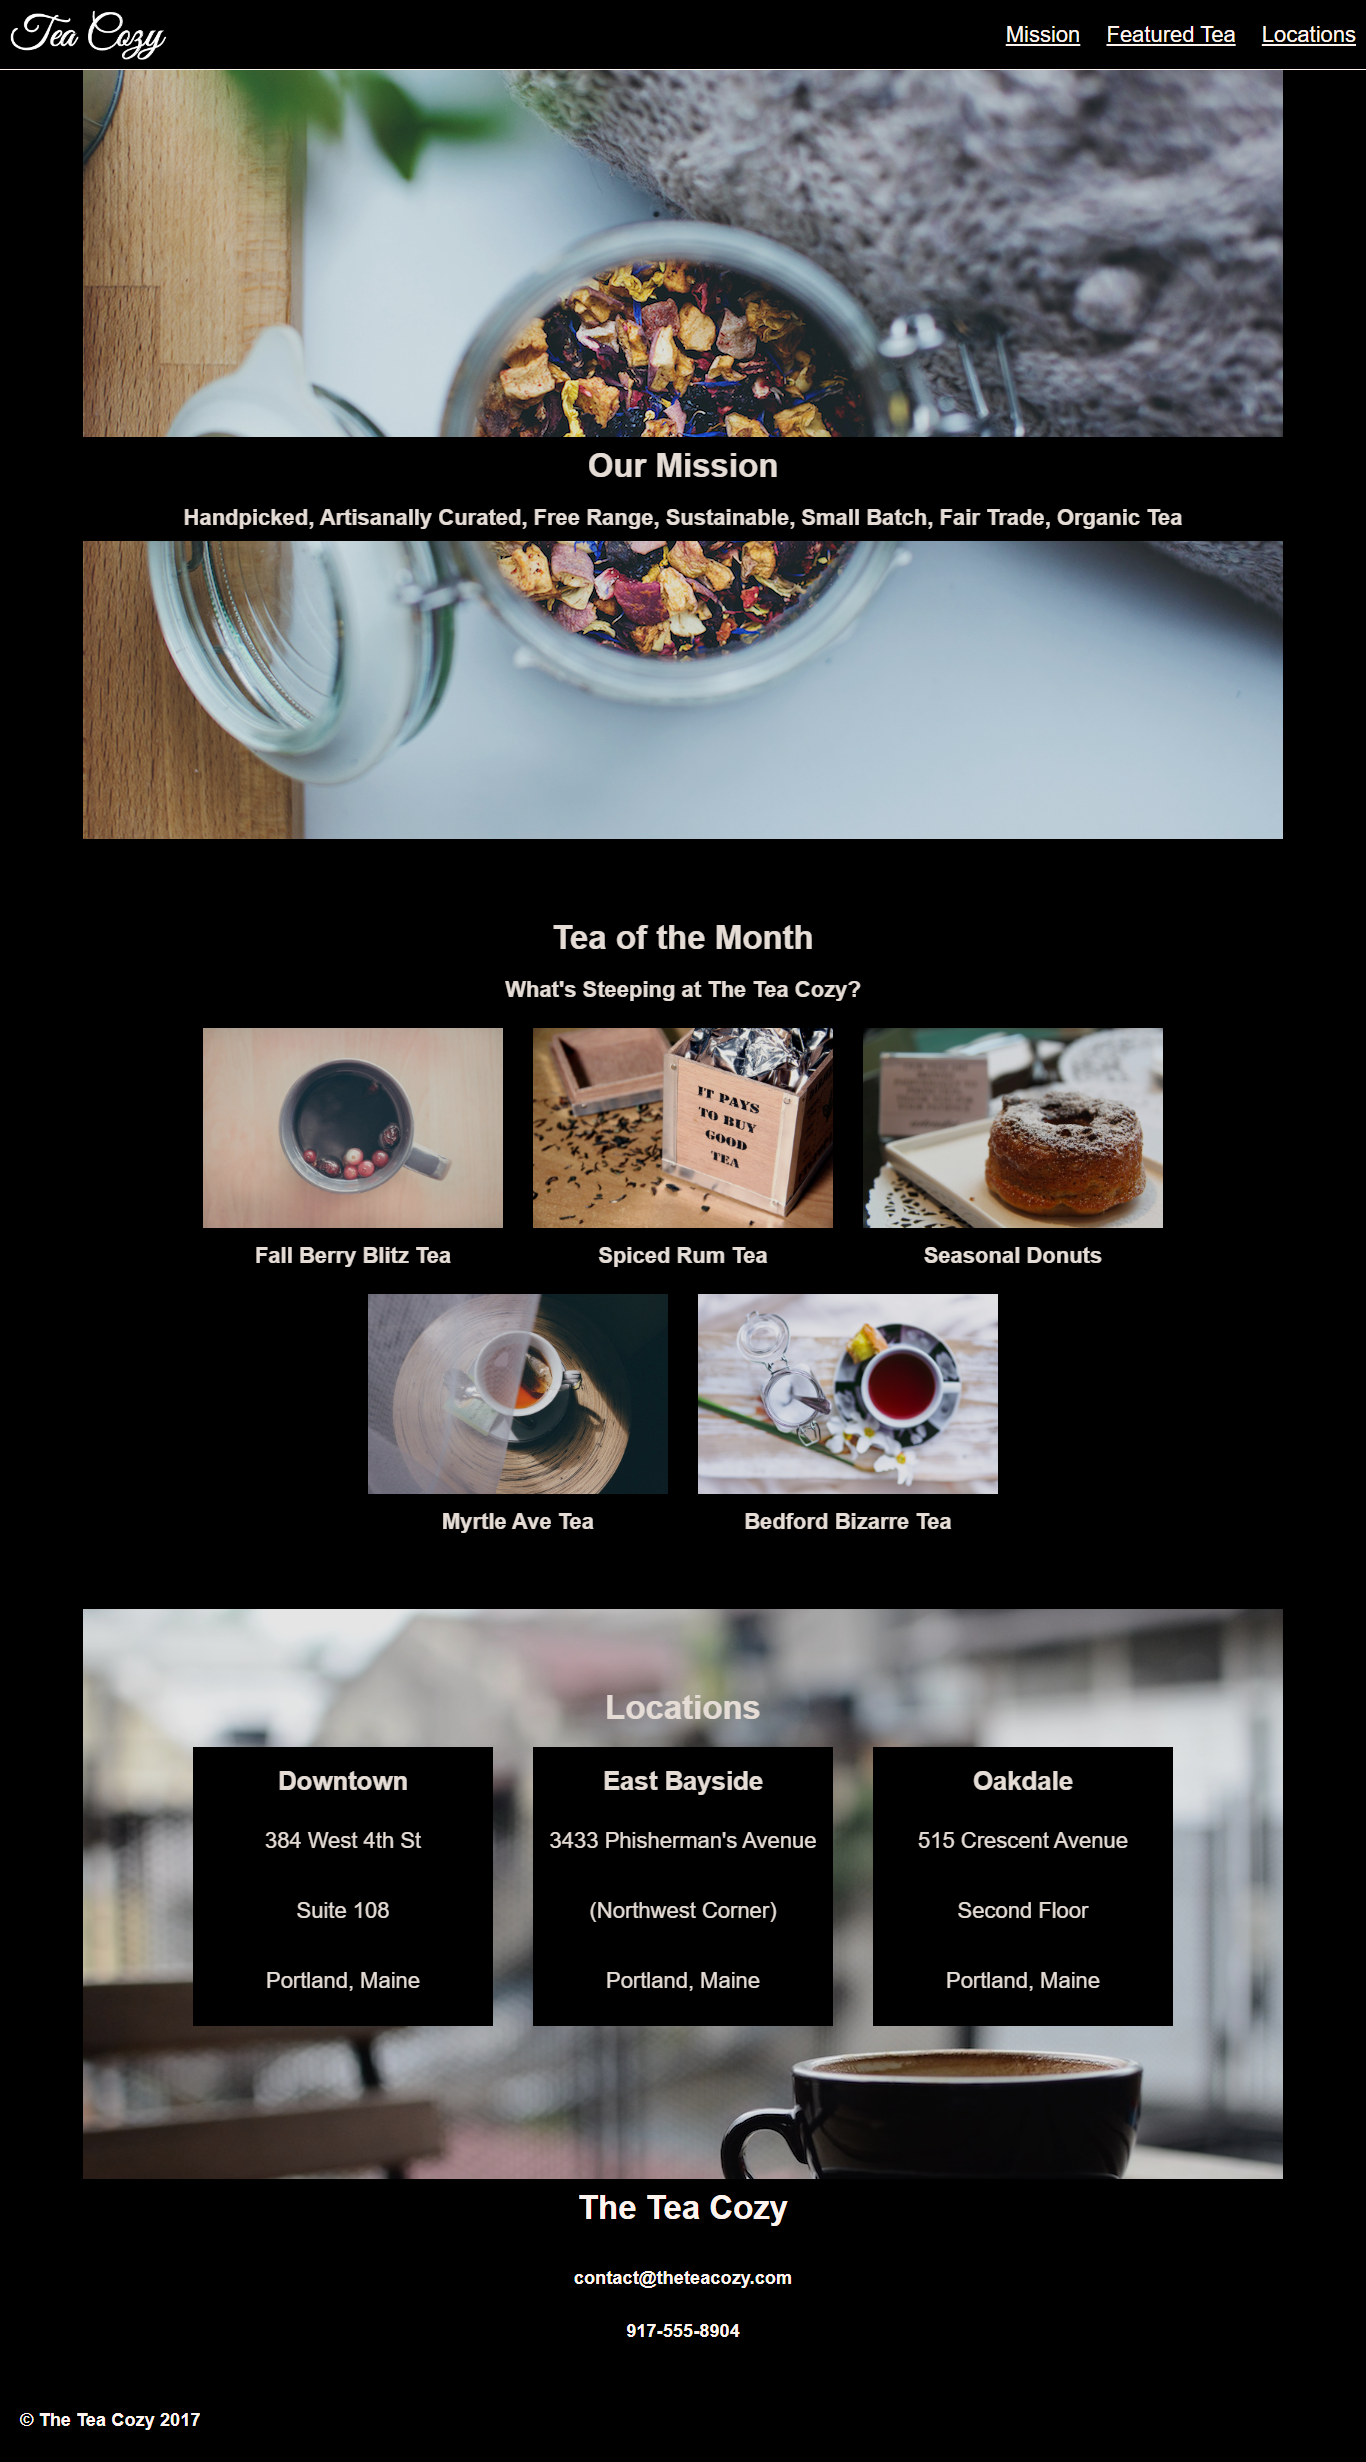 Tea Cozy
Mission Featured Tea Locations
Our Mission
Handpicked, Artisanally Curated, Free Range, Sustainable, Small Batch, Fair Trade, Organic Tea
Tea of the Month
What's Steeping at The Tea Cozy?
IT PAYS
TO BUY
GOOD
TEA
Fall Berry Blitz Tea
Spiced Rum Tea
Seasonal Donuts
Myrtle Ave Tea
Bedford Bizarre Tea
Locations
Downtown
384 West 4th St
Suite 108
Portland, Maine
East Bayside
3433 Phisherman's Avenue
(Northwest Corner)
Portland, Maine
Oakdale
515 Crescent Avenue
Second Floor
Portland, Maine
The Tea Cozy
contact@theteacozy.com
917-555-8904
© The Tea Cozy 2017